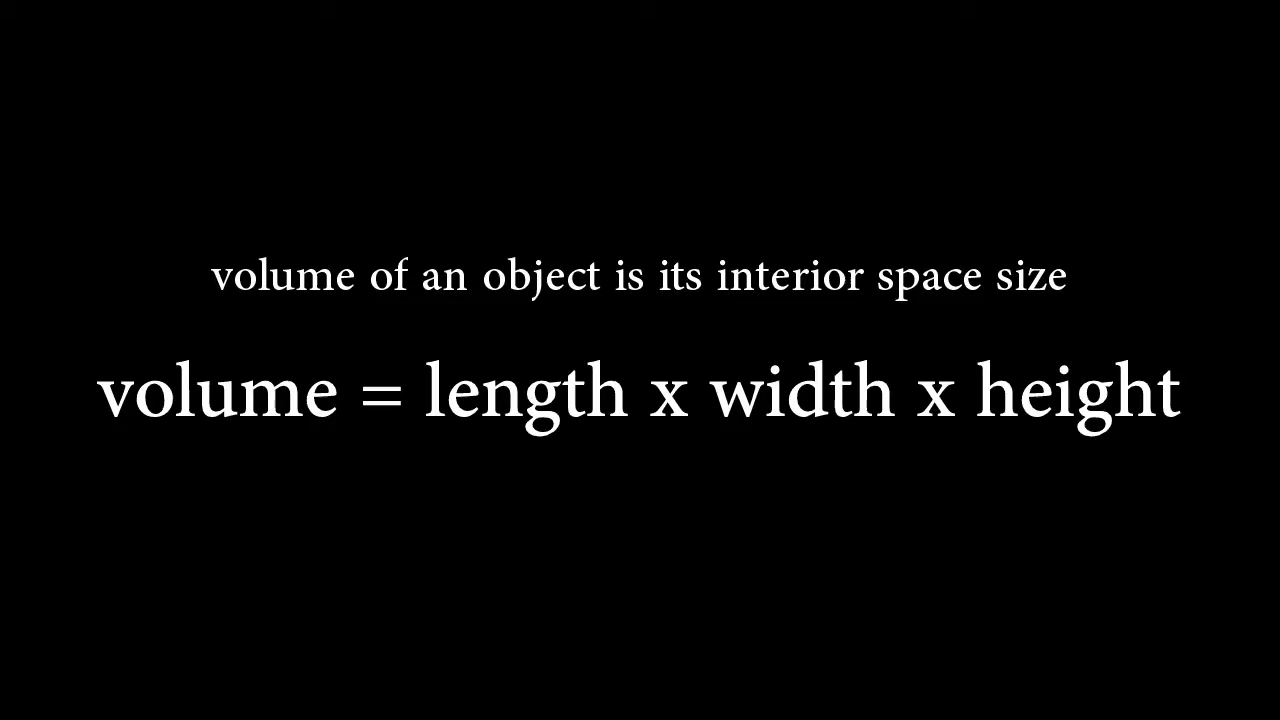 volume of an object is its interior space size
volume = length x width x height